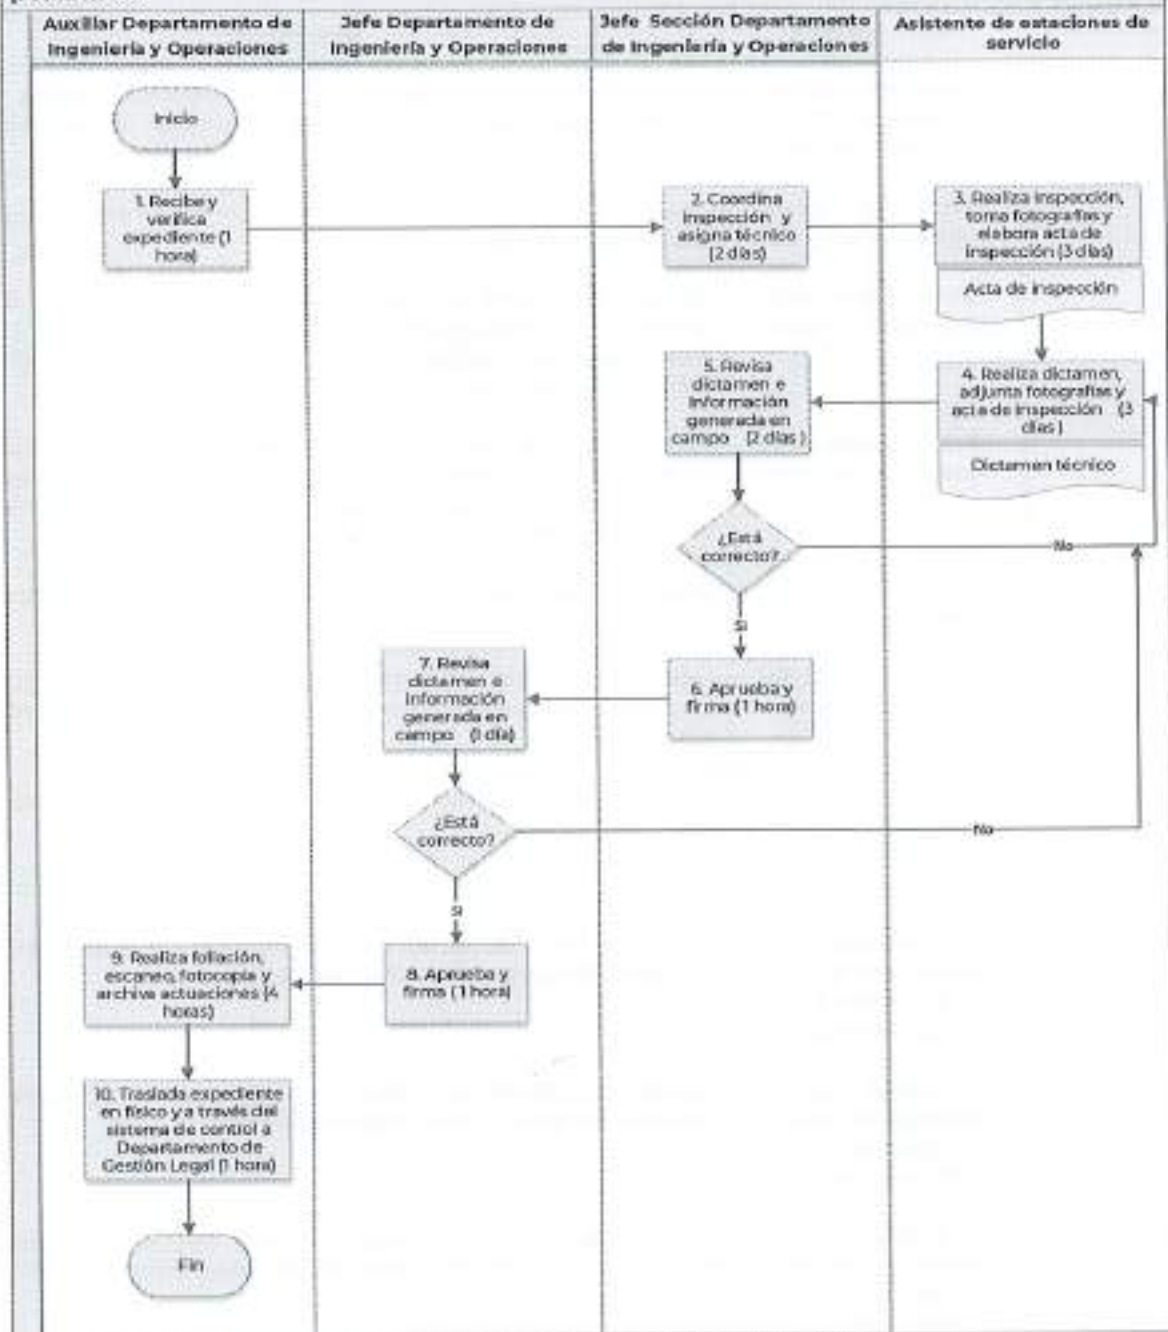 Auxiliar Departamento de
Ingeniería y Operaciones
Jefe Departamento de
Ingeniería y Operaciones
Jefe Sección Departamento
de Ingeniería y Operaciones
Asistente de estaciones de
servicio
Inicio
1. Recibe y
verifica
expediente (1
hora)
2. Coordina
inspección y
asigna técnico
(2 días)
3. Realiza inspección,
toma fotografías y
elabora acta de
inspección (3 días)
Acta de inspección
4. Realiza dictamen,
adjunta fotografías y
acta de inspección (3
días)
Dictamen técnico
5. Revisa
dictamen e
información
generada en
campo (2 días)
¿Está
correcto?
No
Si
6. Aprueba y
firma (1 hora)
7. Revisa
dictamen e
información
generada en
campo (1 día)
¿Está
correcto?
No
Si
8. Aprueba y
firma (1 hora)
9. Realiza foliación,
escaneo, fotocopia y
archiva actuaciones (4
horas)
10. Traslada expediente
en físico y a través del
sistema de control a
Departamento de
Gestión Legal (1 hora)
Fin